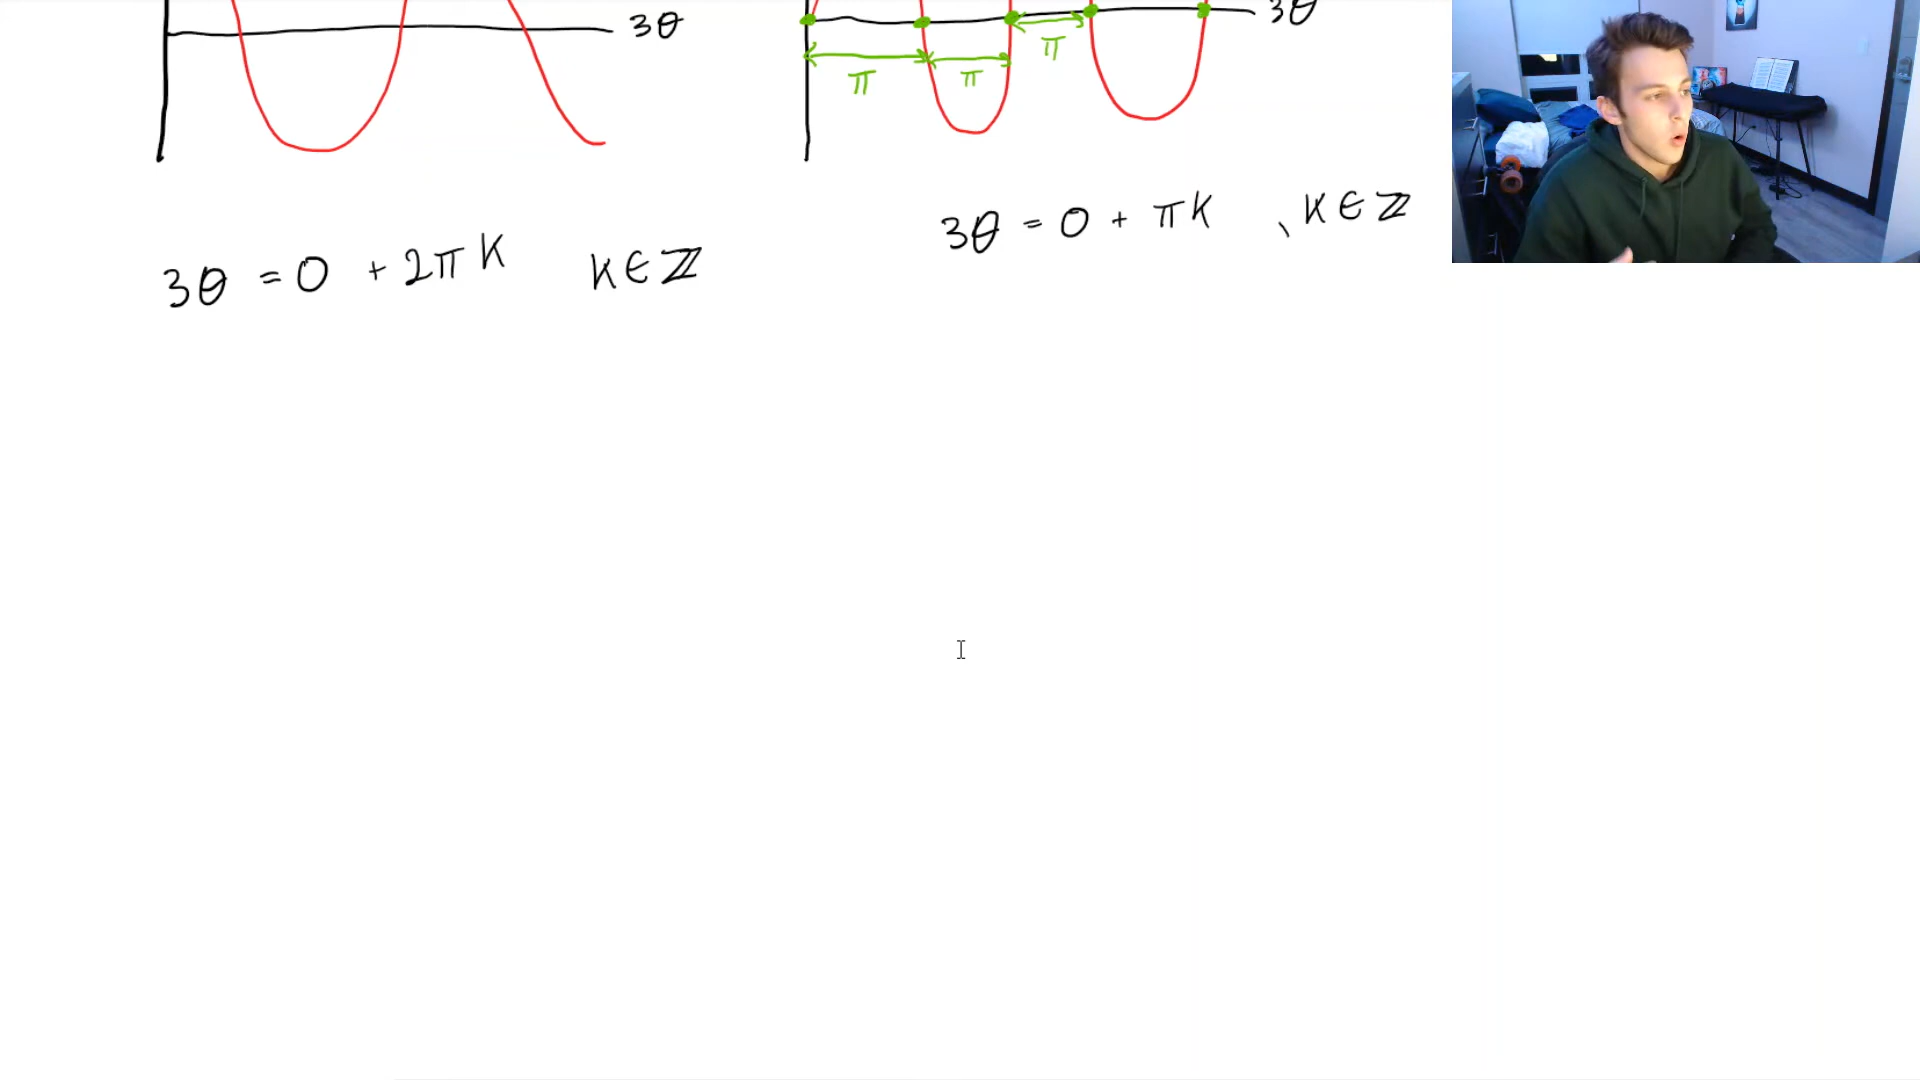 3θ
3θ
π
π
π
3θ = 0 + 2πK K∈ℤ
3θ = 0 + πK , K∈ℤ